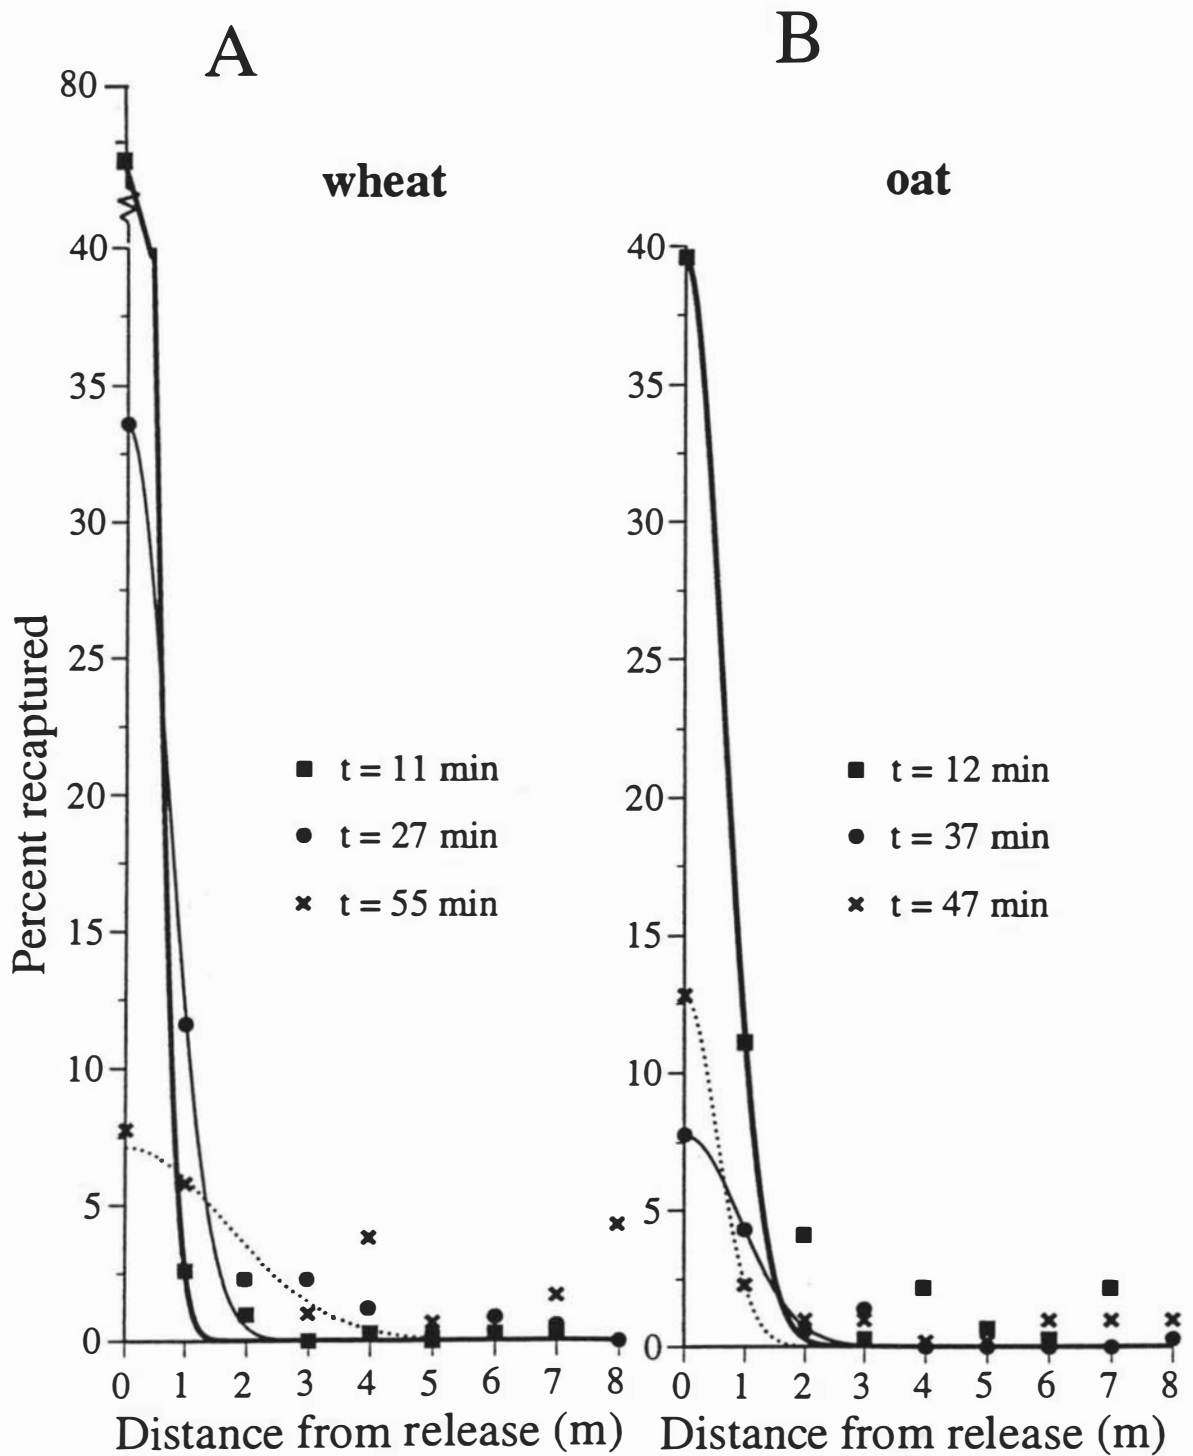 A
B
wheat
oat
Percent recaptured
80
40
35
30
25
20
15
10
5
0
t = 11 min
t = 27 min
t = 55 min
0 1 2 3 4 5 6 7 8
Distance from release (m)
40
35
30
25
20
15
10
5
0
t = 12 min
t = 37 min
t = 47 min
0 1 2 3 4 5 6 7 8
Distance from release (m)